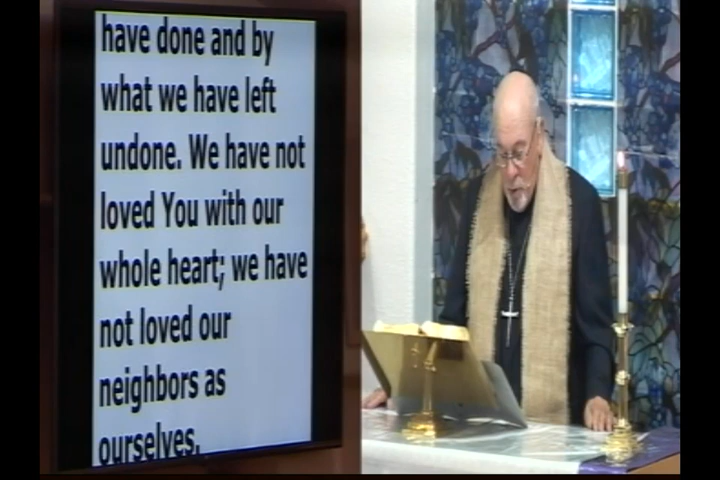 have done and by
what we have left
undone. We have not
loved You with our
whole heart; we have
not loved our
neighbors as
ourselves.